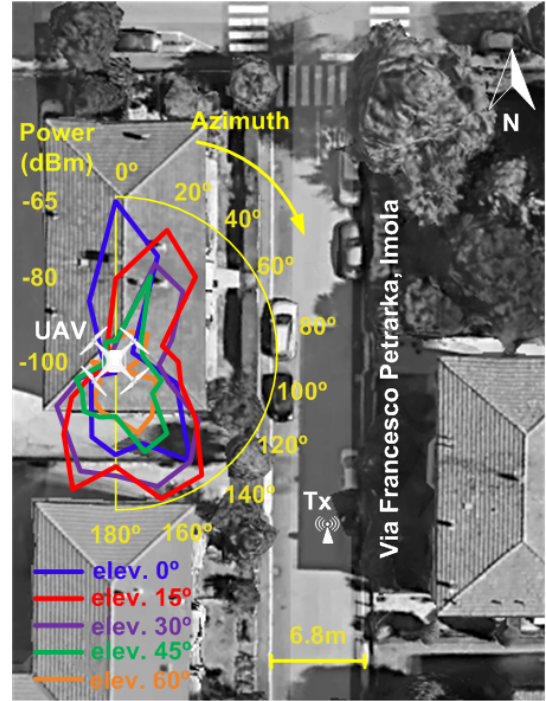 Power
(dBm)
Azimuth
N
0º
-65
20º
40º
60º
-80
UAV
80º
-100
100º
120º
140º
Tx
160º
180º
Via Francesco Petrarka, Imola
elev. 0º
elev. 15º
elev. 30º
elev. 45º
elev. 60º
6.8m